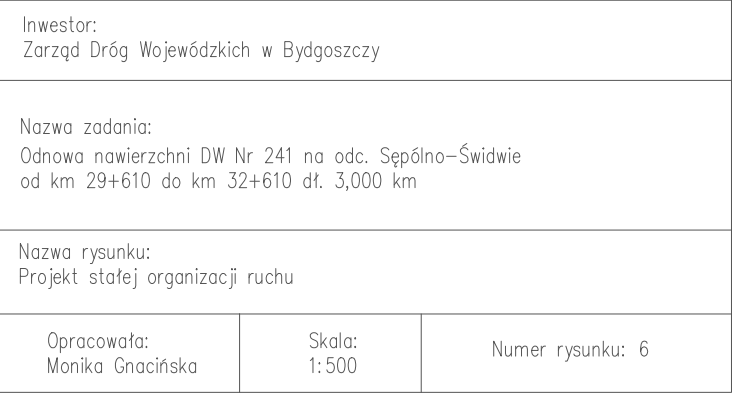 Inwestor:
Zarząd Dróg Wojewódzkich w Bydgoszczy
Nazwa zadania:
Odnowa nawierzchni DW Nr 241 na odc. Sępólno-Świdwie
od km 29+610 do km 32+610 dł. 3,000 km
Nazwa rysunku:
Projekt stałej organizacji ruchu
Opracowała:
Monika Gnacińska
Skala:
1:500
Numer rysunku: 6